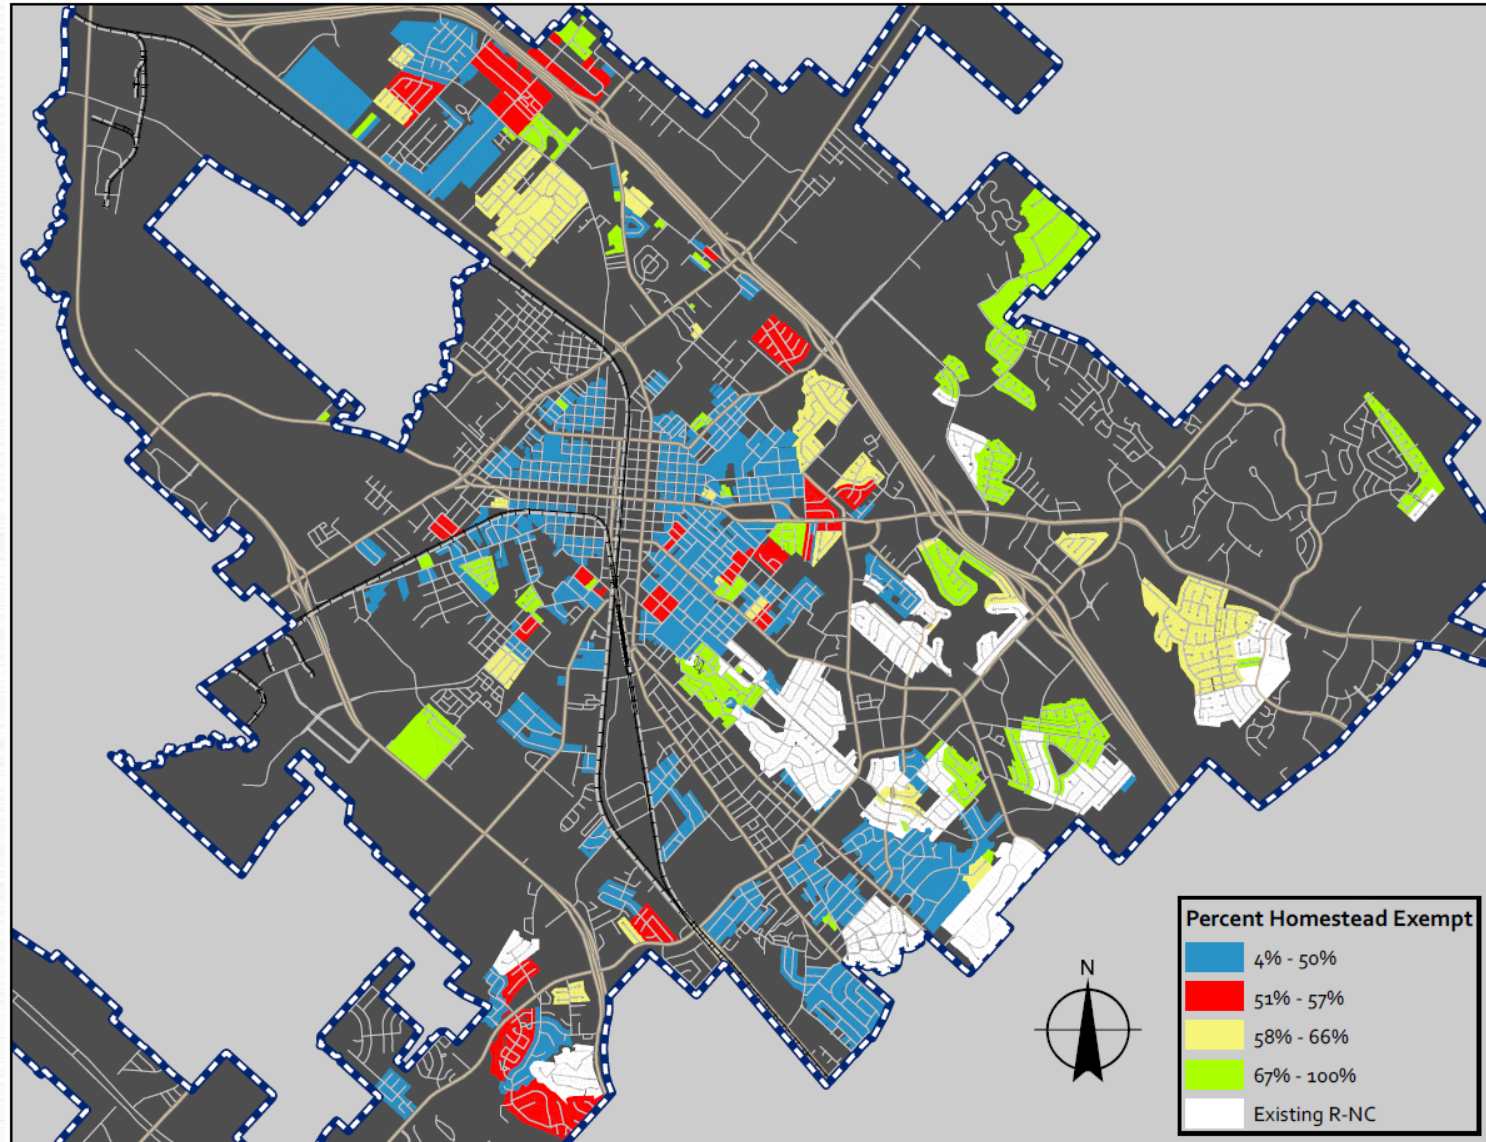 N
Percent Homestead Exempt
4% - 50%
51% - 57%
58% - 66%
67% - 100%
Existing R-NC